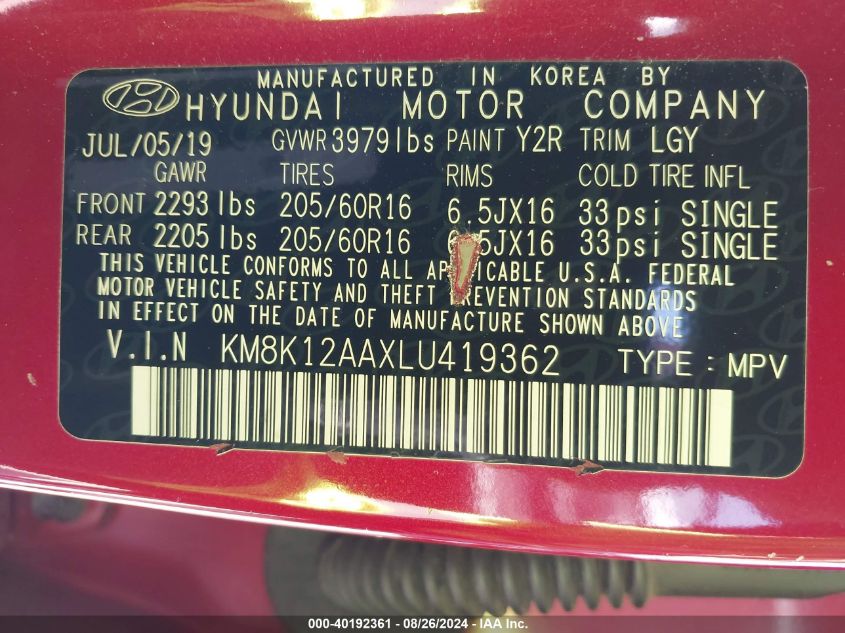 MANUFACTURED IN KOREA BY
HYUNDAI MOTOR COMPANY
JUL/05/19 GVWR 3979lbs PAINT Y2R TRIM LGY
GAWR TIRES RIMS COLD TIRE INFL
FRONT 2293lbs 205/60R16 6.5JX16 33psi SINGLE
REAR 2205lbs 205/60R16 6.5JX16 33psi SINGLE
THIS VEHICLE CONFORMS TO ALL APPLICABLE U.S.A. FEDERAL
MOTOR VEHICLE SAFETY AND THEFT PREVENTION STANDARDS
IN EFFECT ON THE DATE OF MANUFACTURE SHOWN ABOVE
V.I.N KM8K12AAXLU419362 TYPE : MPV
000-40192361 - 08/26/2024 - IAA Inc.